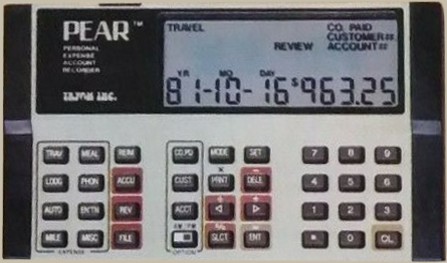 PEAR™
PERSONAL
EXPENSE
ACCOUNT
RECORDER
INC.
TRAVEL CO. PAID
CUSTOMER#
REVIEW ACCOUNT#
YR MO DAY
81-10-16$963.25
TRAV MEAL REIM CO.PD MODE SET 7 8 9
LODG PHON ACCU CUST PRNT DELE 4 5 6
AUTO ENTN REV ACCT 1 2 3
MILE MISC FILE SLCT ENT . 0 CL
EXPENSE OPTION